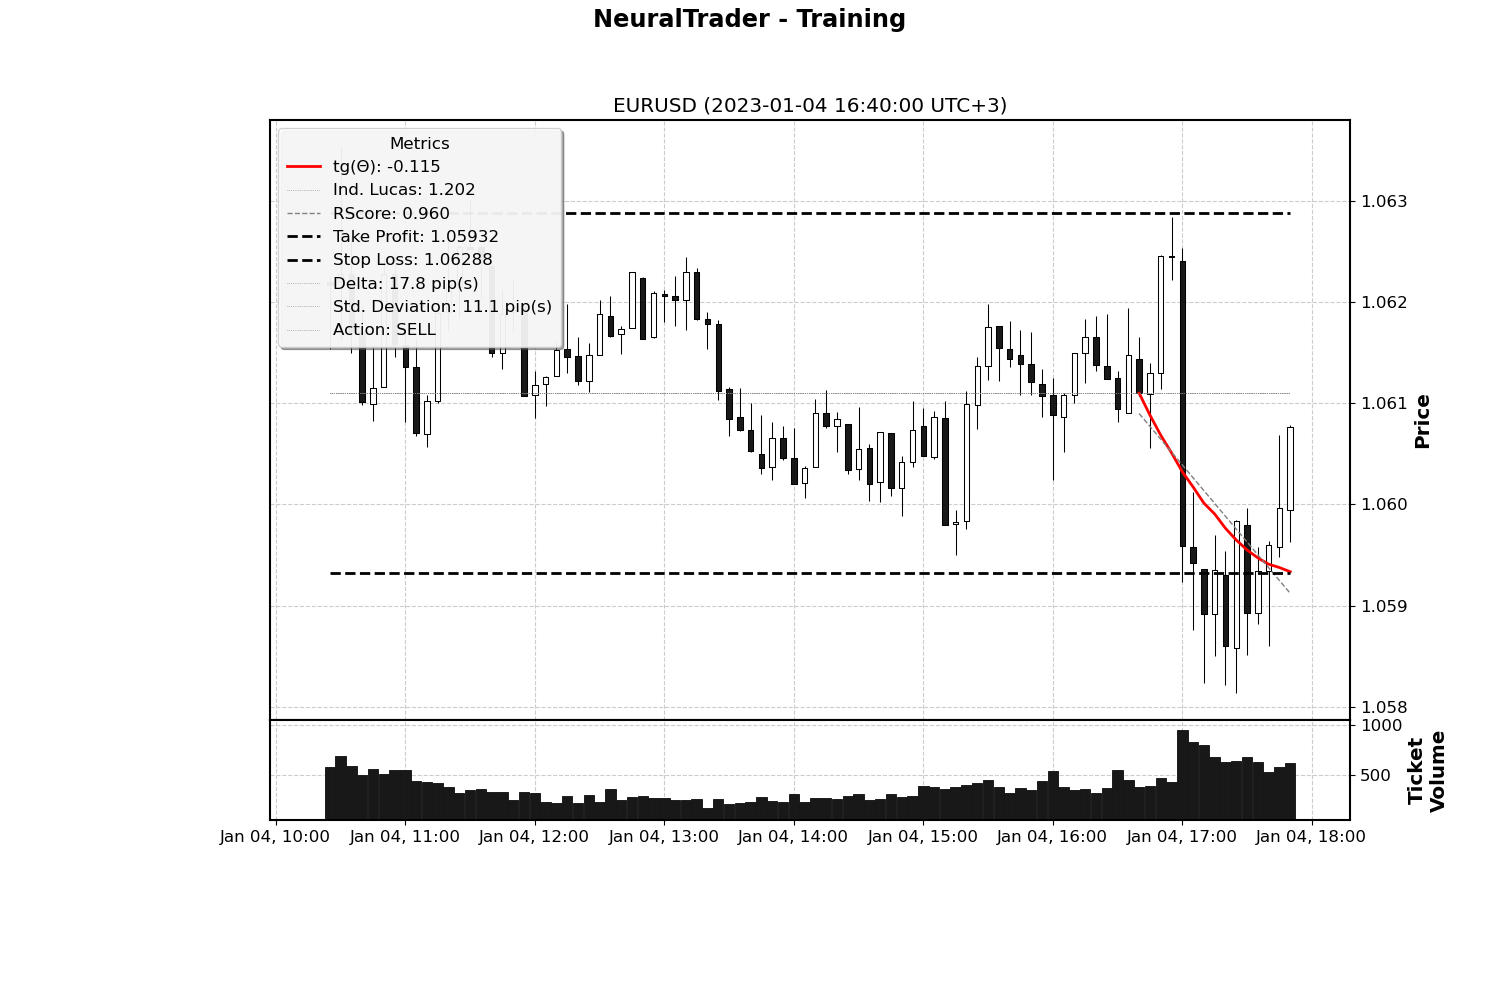 NeuralTrader - Training
EURUSD (2023-01-04 16:40:00 UTC+3)
Metrics
tg(Θ): -0.115
Ind. Lucas: 1.202
RScore: 0.960
Take Profit: 1.05932
Stop Loss: 1.06288
Delta: 17.8 pip(s)
Std. Deviation: 11.1 pip(s)
Action: SELL
1.063
1.062
1.061
1.060
1.059
1.058
Price
1000
500
Ticket
Volume
Jan 04, 10:00
Jan 04, 11:00
Jan 04, 12:00
Jan 04, 13:00
Jan 04, 14:00
Jan 04, 15:00
Jan 04, 16:00
Jan 04, 17:00
Jan 04, 18:00